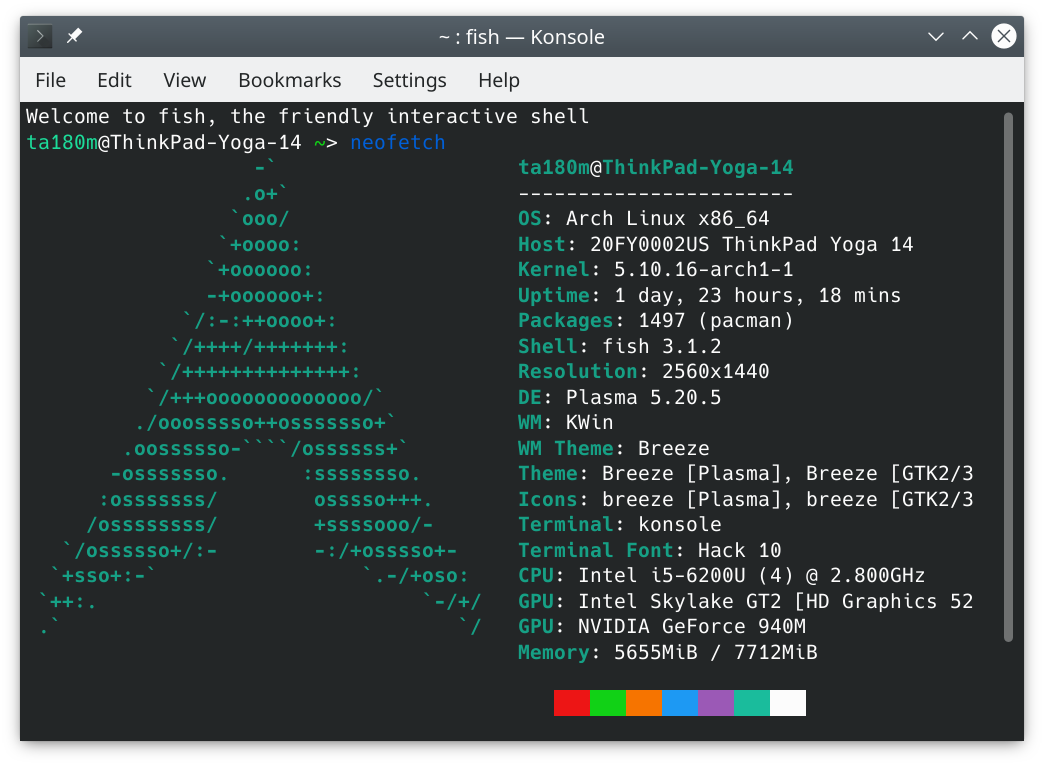 ~ : fish — Konsole
File Edit View Bookmarks Settings Help
Welcome to fish, the friendly interactive shell
ta180m@ThinkPad-Yoga-14 ~> neofetch
                   -`                    ta180m@ThinkPad-Yoga-14
                  .o+`                   -----------------------
                 `ooo/                   OS: Arch Linux x86_64
                `+oooo:                  Host: 20FY0002US ThinkPad Yoga 14
               `+oooooo:                 Kernel: 5.10.16-arch1-1
               -+oooooo+:                Uptime: 1 day, 23 hours, 18 mins
             `/:-:++oooo+:               Packages: 1497 (pacman)
            `/++++/+++++++:              Shell: fish 3.1.2
           `/++++++++++++++:             Resolution: 2560x1440
          `/+++ooooooooooooo/`           DE: Plasma 5.20.5
         ./ooosssso++osssssso+`          WM: KWin
        .oossssso-````/ossssss+`         WM Theme: Breeze
       -osssssso.      :ssssssso.        Theme: Breeze [Plasma], Breeze [GTK2/3
      :osssssss/        osssso+++.       Icons: breeze [Plasma], breeze [GTK2/3
     /ossssssss/        +ssssooo/-       Terminal: konsole
   `/ossssso+/:-        -:/+osssso+-     Terminal Font: Hack 10
  `+sso+:-`                 `.-/+oso:    CPU: Intel i5-6200U (4) @ 2.800GHz
 `++:.                           `-/+/   GPU: Intel Skylake GT2 [HD Graphics 52
 .`                                 `/   GPU: NVIDIA GeForce 940M
                                         Memory: 5655MiB / 7712MiB